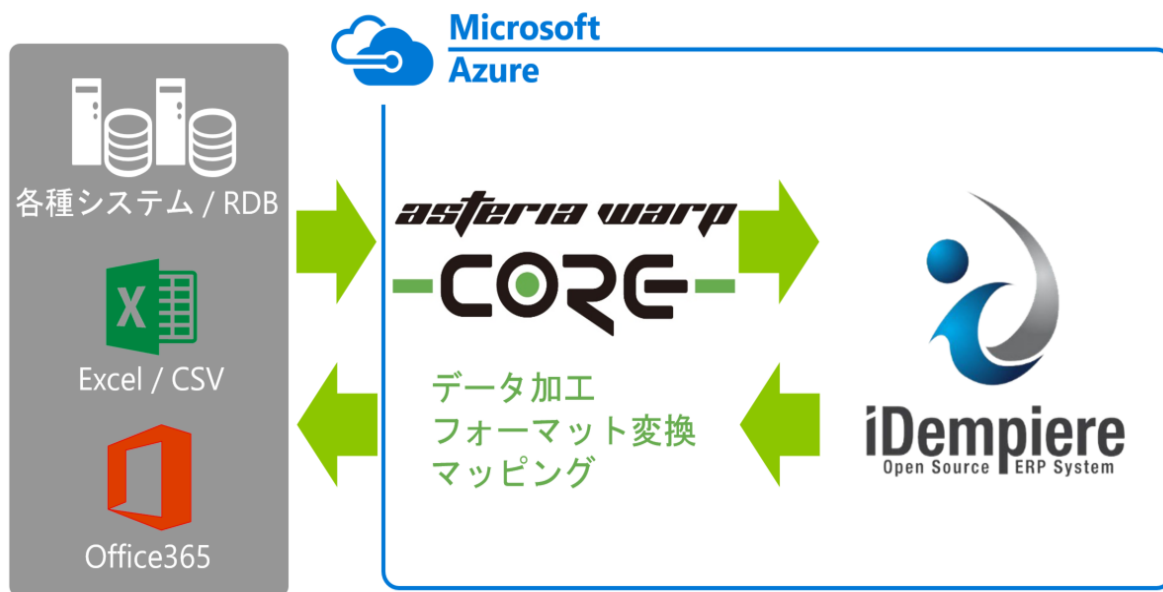 Microsoft
Azure
各種システム / RDB
Excel / CSV
Office365
asteria warp
CORE
データ加工
フォーマット変換
マッピング
iDempiere
Open Source ERP System